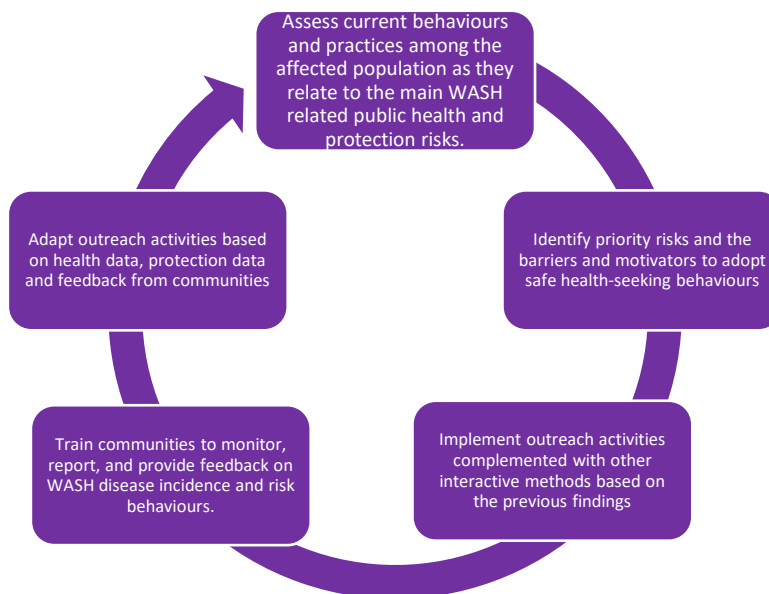 Assess current behaviours
and practices among the
affected population as they
relate to the main WASH
related public health and
protection risks.
Identify priority risks and the
barriers and motivators to adopt
safe health-seeking behaviours
Implement outreach activities
complemented with other
interactive methods based on
the previous findings
Train communities to monitor,
report, and provide feedback on
WASH disease incidence and risk
behaviours.
Adapt outreach activities based
on health data, protection data
and feedback from communities